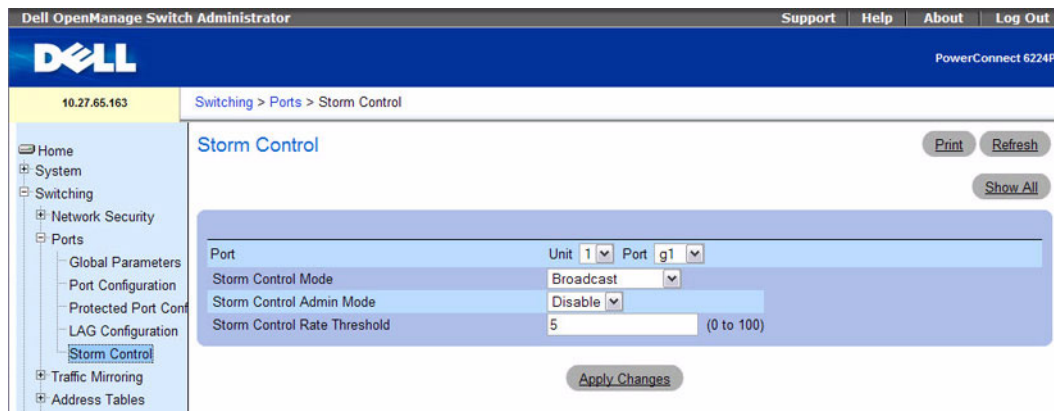 Dell OpenManage Switch Administrator Support Help About Log Out
DELL
PowerConnect 6224P
10.27.65.163
Switching > Ports > Storm Control
Home
System
Switching
Network Security
Ports
Global Parameters
Port Configuration
Protected Port Conf
LAG Configuration
Storm Control
Traffic Mirroring
Address Tables
Storm Control
Print Refresh
Show All
Port Unit 1 Port g1
Storm Control Mode Broadcast
Storm Control Admin Mode Disable
Storm Control Rate Threshold 5 (0 to 100)
Apply Changes